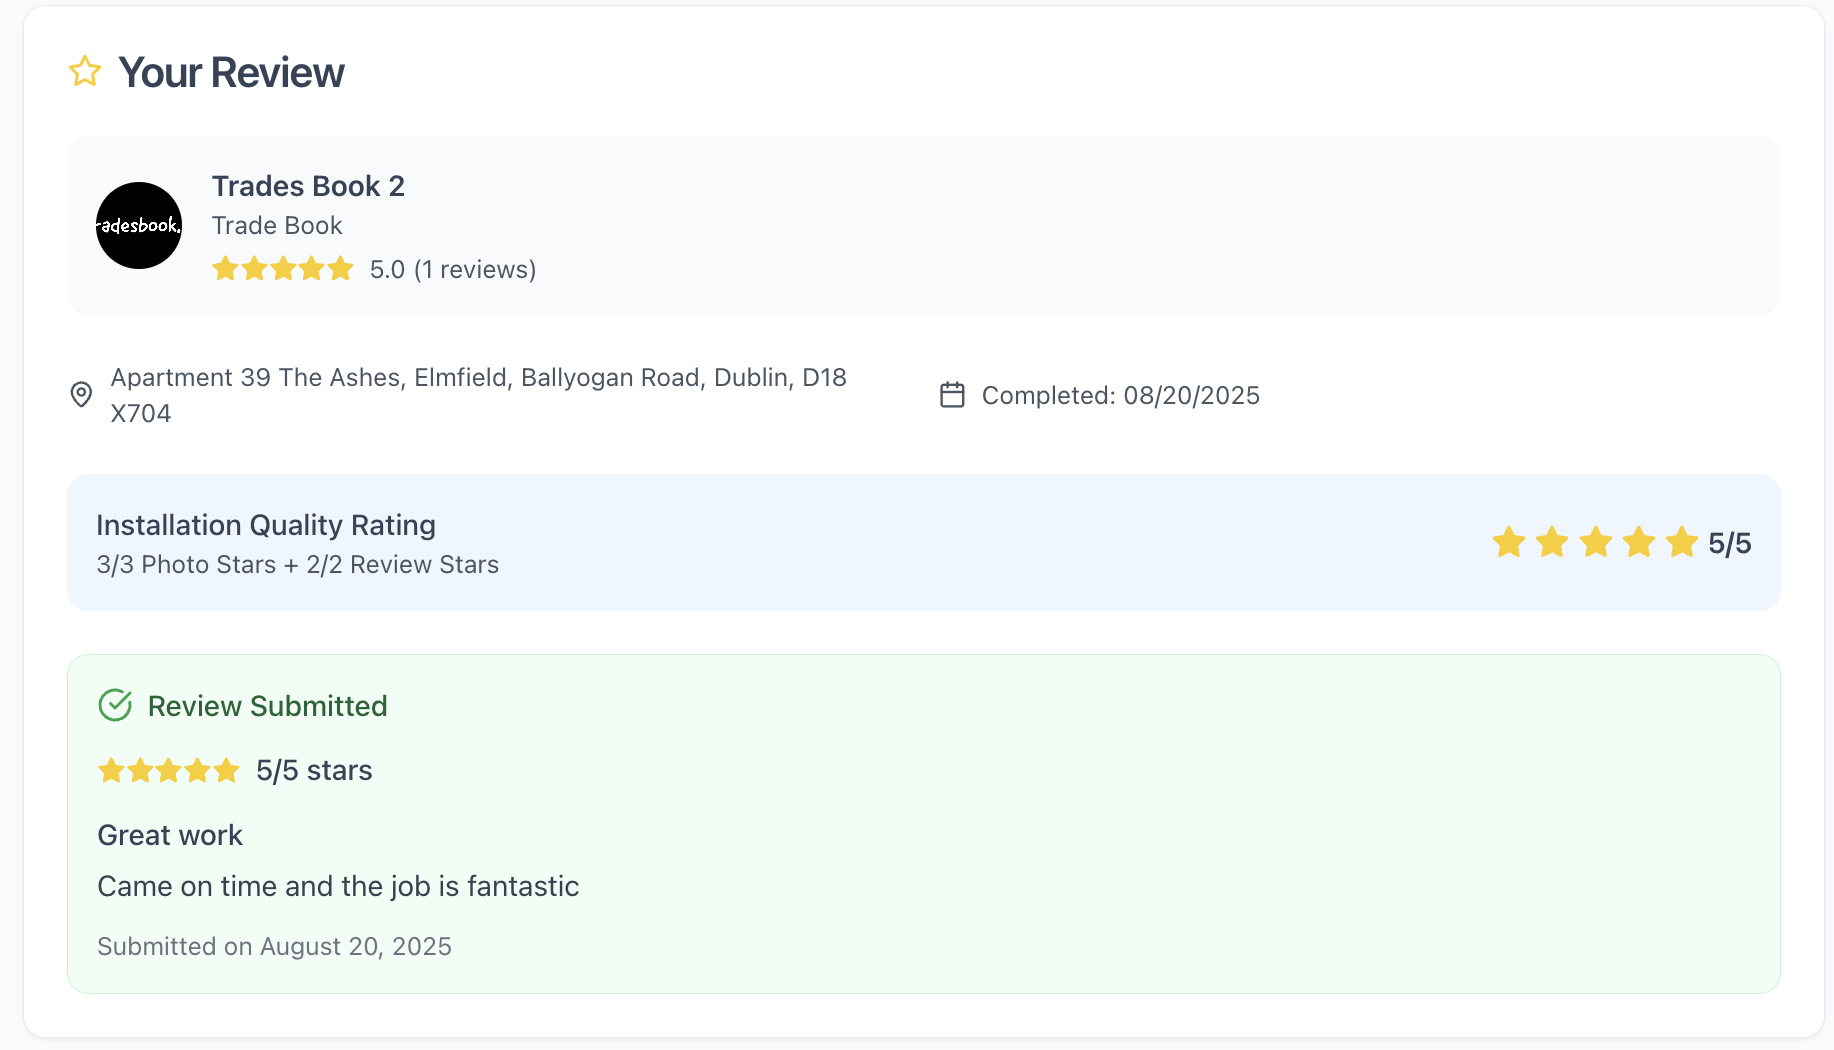 Your Review
Trades Book 2
radesbook.
Trade Book
5.0 (1 reviews)
Apartment 39 The Ashes, Elmfield, Ballyogan Road, Dublin, D18
X704
Completed: 08/20/2025
Installation Quality Rating
3/3 Photo Stars + 2/2 Review Stars
5/5
Review Submitted
5/5 stars
Great work
Came on time and the job is fantastic
Submitted on August 20, 2025